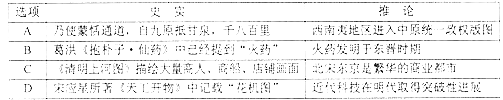 选项 史实 推论
A 乃使蒙恬通道，自九原抵甘泉，千八百里 西南夷地区进入中原统一政权版图
B 葛洪《抱朴子·仙药》中已经提到“火药” 火药发明于东晋时期
C 《清明上河图》描绘大量商人、商船、店铺画面 北宋东京是繁华的商业都市
D 宋应星所著《天工开物》中记载“花机图” 近代科技在明代取得突破性进展